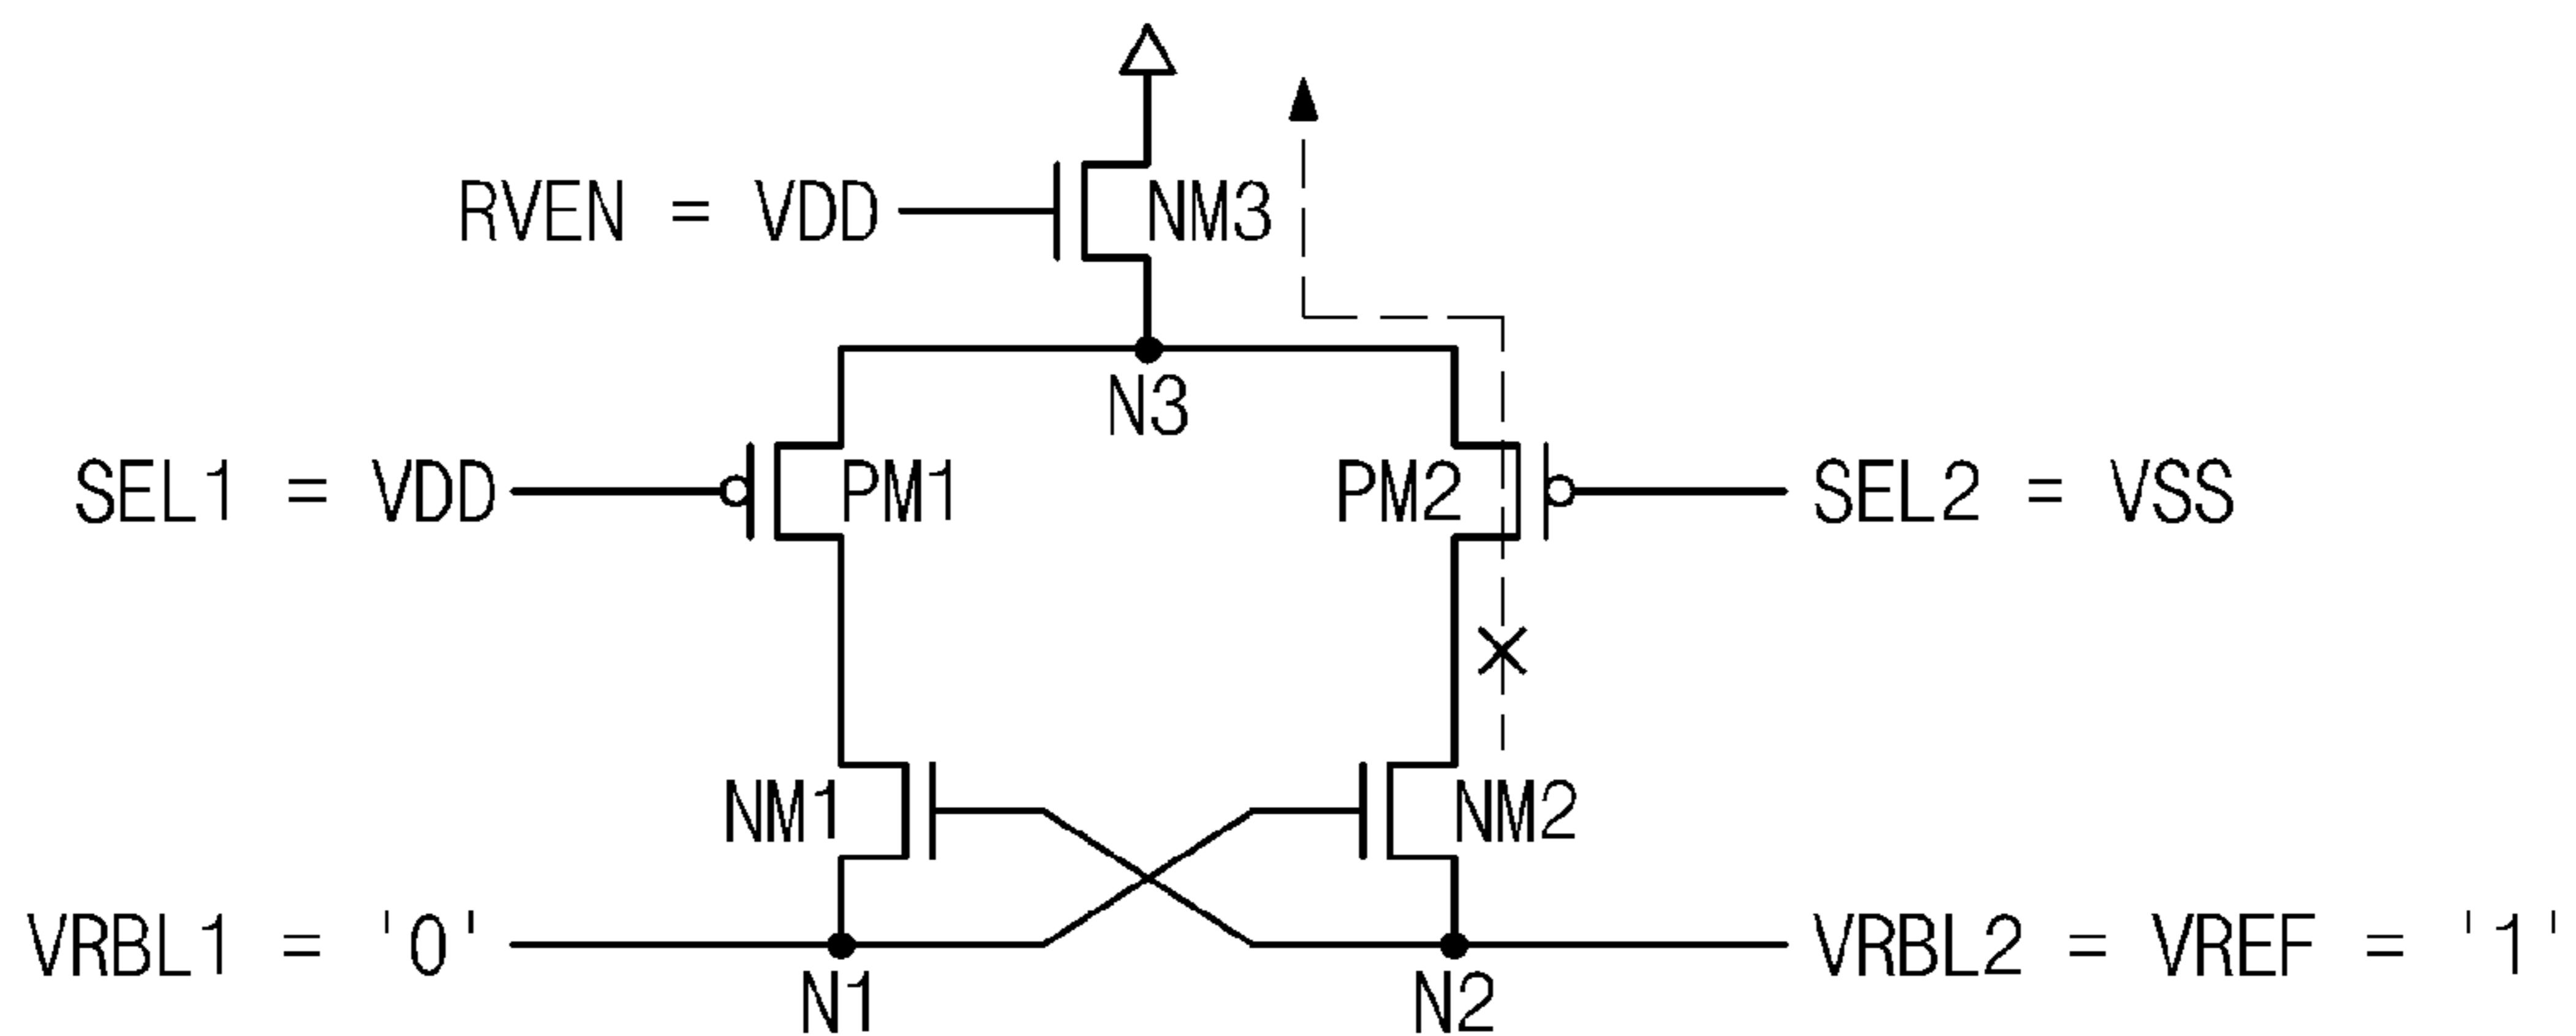 RVEN = VDD
NM3
N3
SEL1 = VDD
PM1
PM2
SEL2 = VSS
NM1
NM2
VRBL1 = '0'
VRBL2 = VREF = '1'
N1
N2